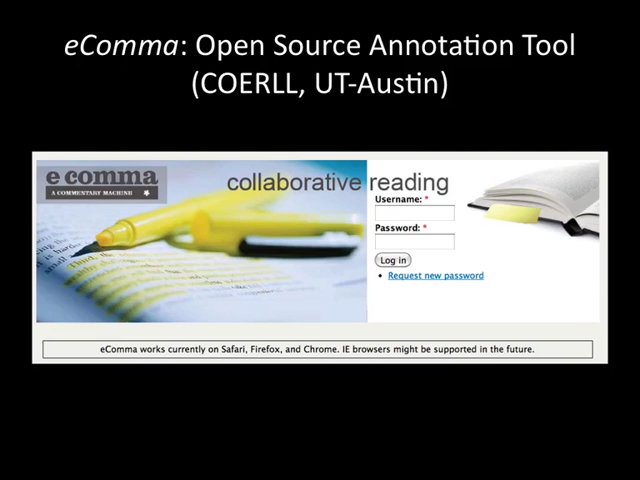 eComma: Open Source Annotation Tool
(COERLL, UT-Austin)
e comma
A COMMENTARY MACHINE
collaborative reading
Username: *
Password: *
Log in
• Request new password
eComma works currently on Safari, Firefox, and Chrome. IE browsers might be supported in the future.